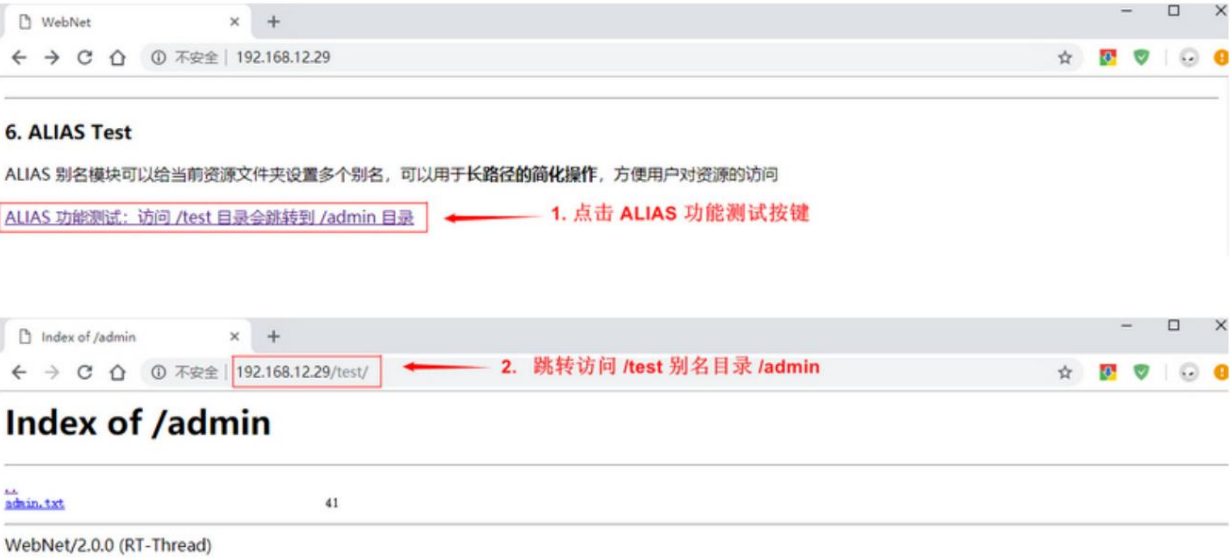 WebNet
不安全 | 192.168.12.29
6. ALIAS Test
ALIAS 别名模块可以给当前资源文件夹设置多个别名，可以用于长路径的简化操作，方便用户对资源的访问
ALIAS 功能测试：访问 /test 目录会跳转到 /admin 目录
1. 点击 ALIAS 功能测试按键
Index of /admin
不安全 | 192.168.12.29/test/
2. 跳转访问 /test 别名目录 /admin
Index of /admin
..
admin.txt 41
WebNet/2.0.0 (RT-Thread)